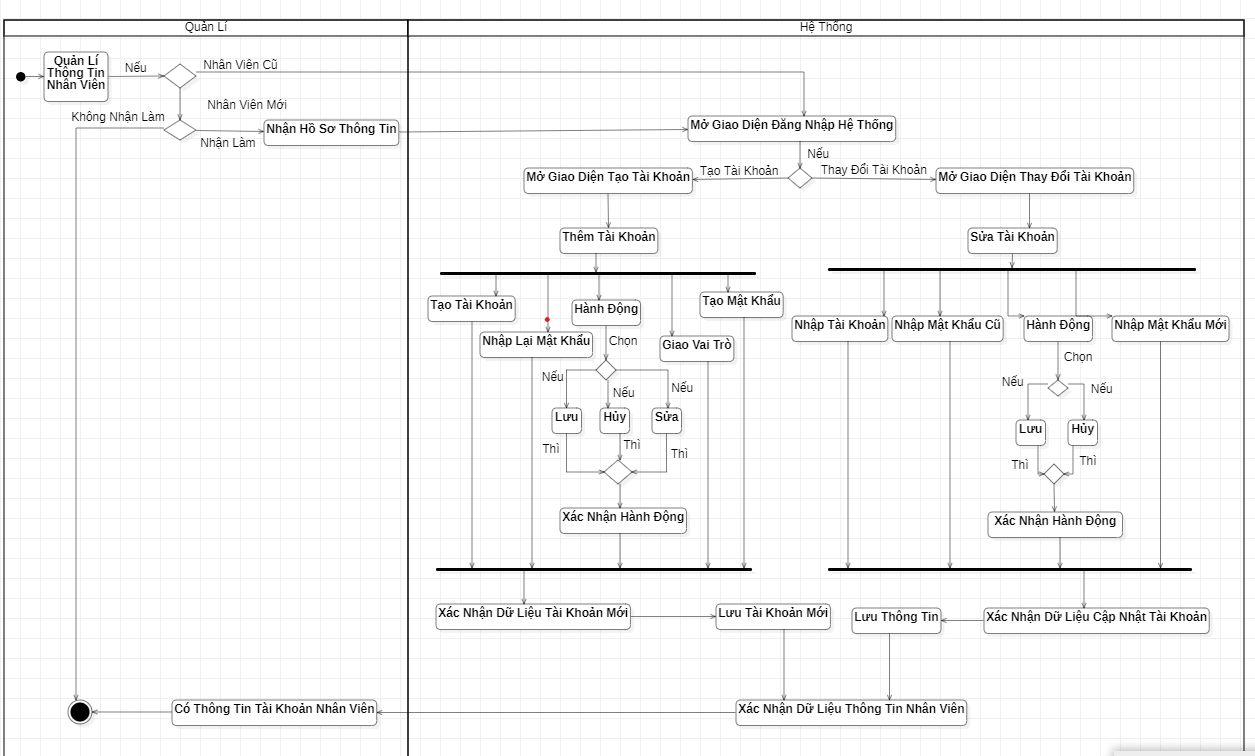 Quản Lí
Hệ Thống
Quản Lí
Thông Tin
Nhân Viên
Nếu
Nhân Viên Cũ
Nhân Viên Mới
Không Nhận Làm
Nhận Làm
Nhận Hồ Sơ Thông Tin
Mở Giao Diện Đăng Nhập Hệ Thống
Nếu
Tạo Tài Khoản
Thay Đổi Tài Khoản
Mở Giao Diện Tạo Tài Khoản
Mở Giao Diện Thay Đổi Tài Khoản
Thêm Tài Khoản
Sửa Tài Khoản
Tạo Tài Khoản
Nhập Lại Mật Khẩu
Hành Động
Giao Vai Trò
Tạo Mật Khẩu
Chọn
Nếu
Nếu
Nếu
Lưu
Hủy
Sửa
Thì
Thì
Thì
Xác Nhận Hành Động
Nhập Tài Khoản
Nhập Mật Khẩu Cũ
Hành Động
Nhập Mật Khẩu Mới
Chọn
Nếu
Nếu
Lưu
Hủy
Thì
Thì
Xác Nhận Hành Động
Xác Nhận Dữ Liệu Tài Khoản Mới
Lưu Tài Khoản Mới
Lưu Thông Tin
Xác Nhận Dữ Liệu Cập Nhật Tài Khoản
Có Thông Tin Tài Khoản Nhân Viên
Xác Nhận Dữ Liệu Thông Tin Nhân Viên